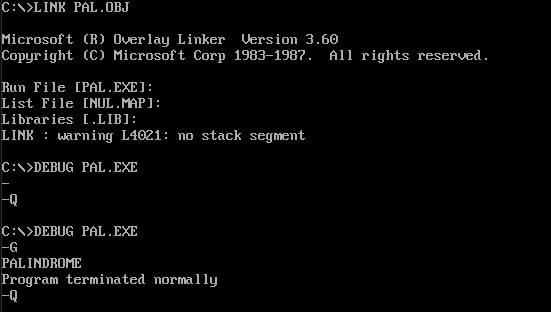 C:\>LINK PAL.OBJ
Microsoft (R) Overlay Linker  Version 3.60
Copyright (C) Microsoft Corp 1983-1987.  All rights reserved.
Run File [PAL.EXE]:
List File [NUL.MAP]:
Libraries [.LIB]:
LINK : warning L4021: no stack segment
C:\>DEBUG PAL.EXE
-
-Q
C:\>DEBUG PAL.EXE
-G
PALINDROME
Program terminated normally
-Q